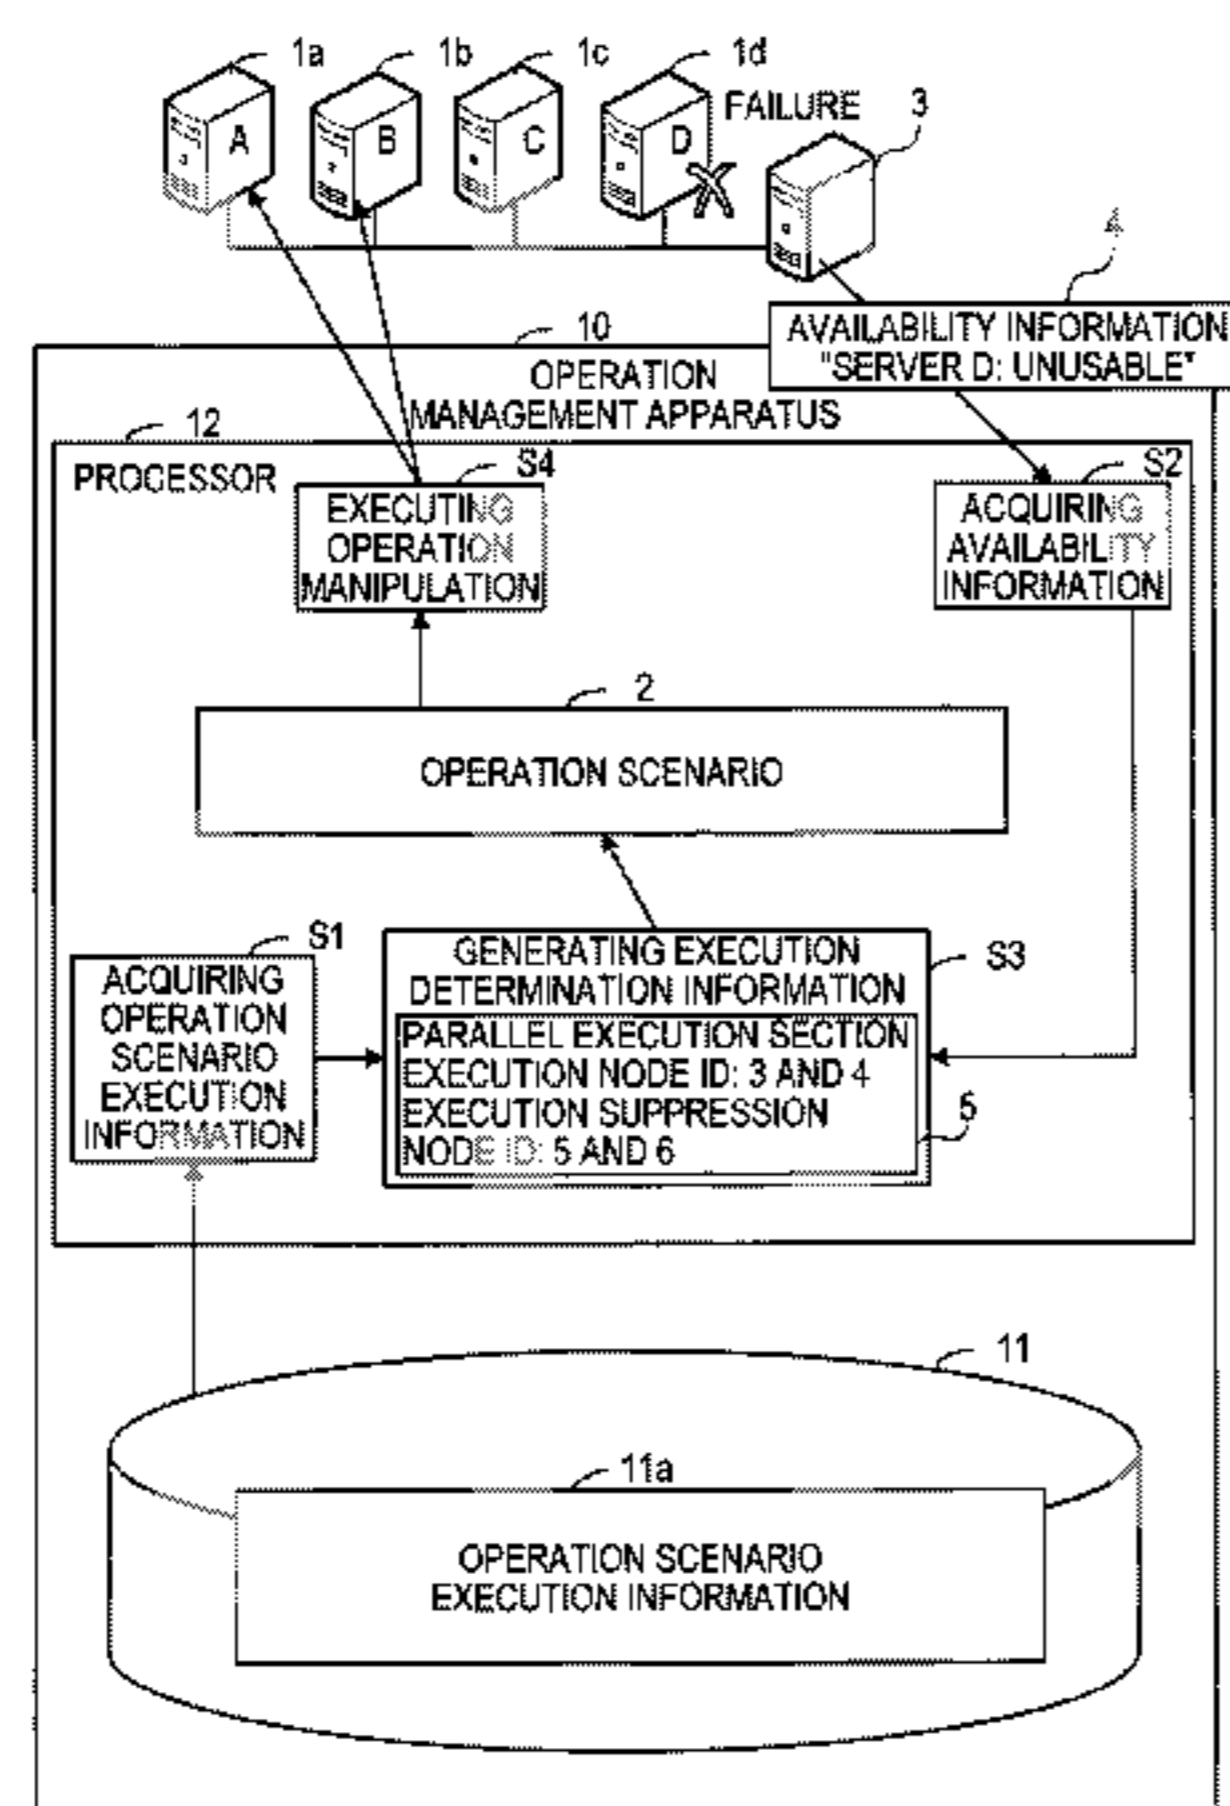 1a
1b
1c
1d
A
B
C
D
FAILURE
3
4
AVAILABILITY INFORMATION
"SERVER D: UNUSABLE"
10
OPERATION
MANAGEMENT APPARATUS
12
PROCESSOR
S4
EXECUTING
OPERATION
MANIPULATION
S2
ACQUIRING
AVAILABILITY
INFORMATION
2
OPERATION SCENARIO
S1
ACQUIRING
OPERATION
SCENARIO
EXECUTION
INFORMATION
S3
GENERATING EXECUTION
DETERMINATION INFORMATION
PARALLEL EXECUTION SECTION
EXECUTION NODE ID: 3 AND 4
EXECUTION SUPPRESSION
NODE ID: 5 AND 6
5
11
11a
OPERATION SCENARIO
EXECUTION INFORMATION